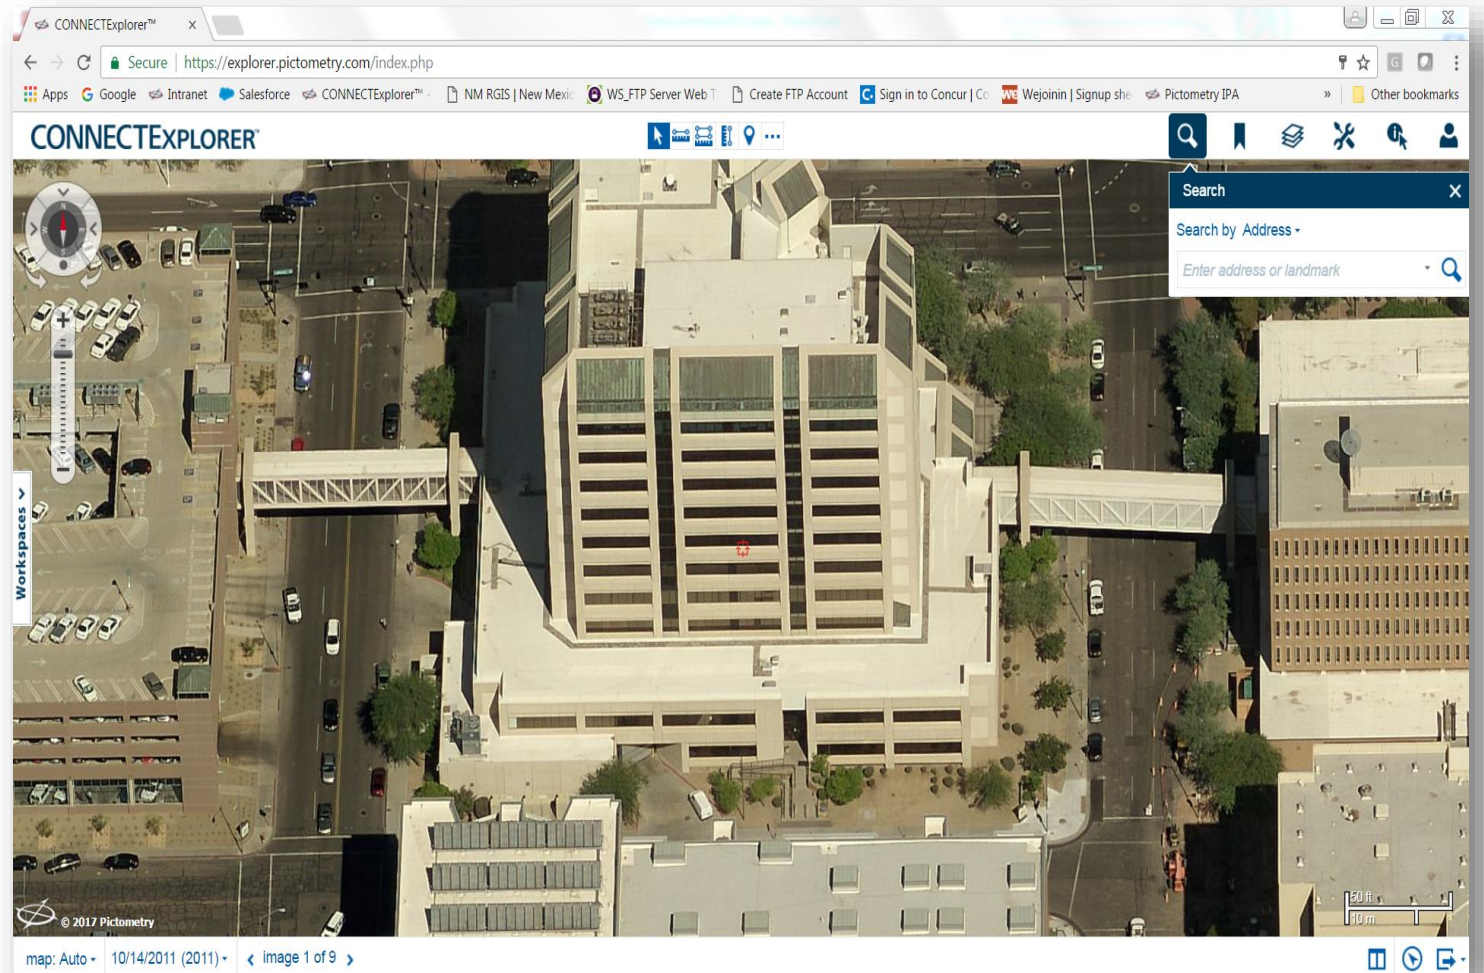 CONNECTExplorer™
Secure | https://explorer.pictometry.com/index.php
Apps Google Intranet Salesforce CONNECTExplorer™ - NM RGIS | New Mexic WS_FTP Server Web T Create FTP Account Sign in to Concur | Co Wejoinin | Signup she Pictometry IPA » Other bookmarks
CONNECTEXPLORER™
Search
Search by Address
Enter address or landmark
N
W
Workspaces
50 ft
10 m
© 2017 Pictometry
map: Auto 10/14/2011 (2011) image 1 of 9